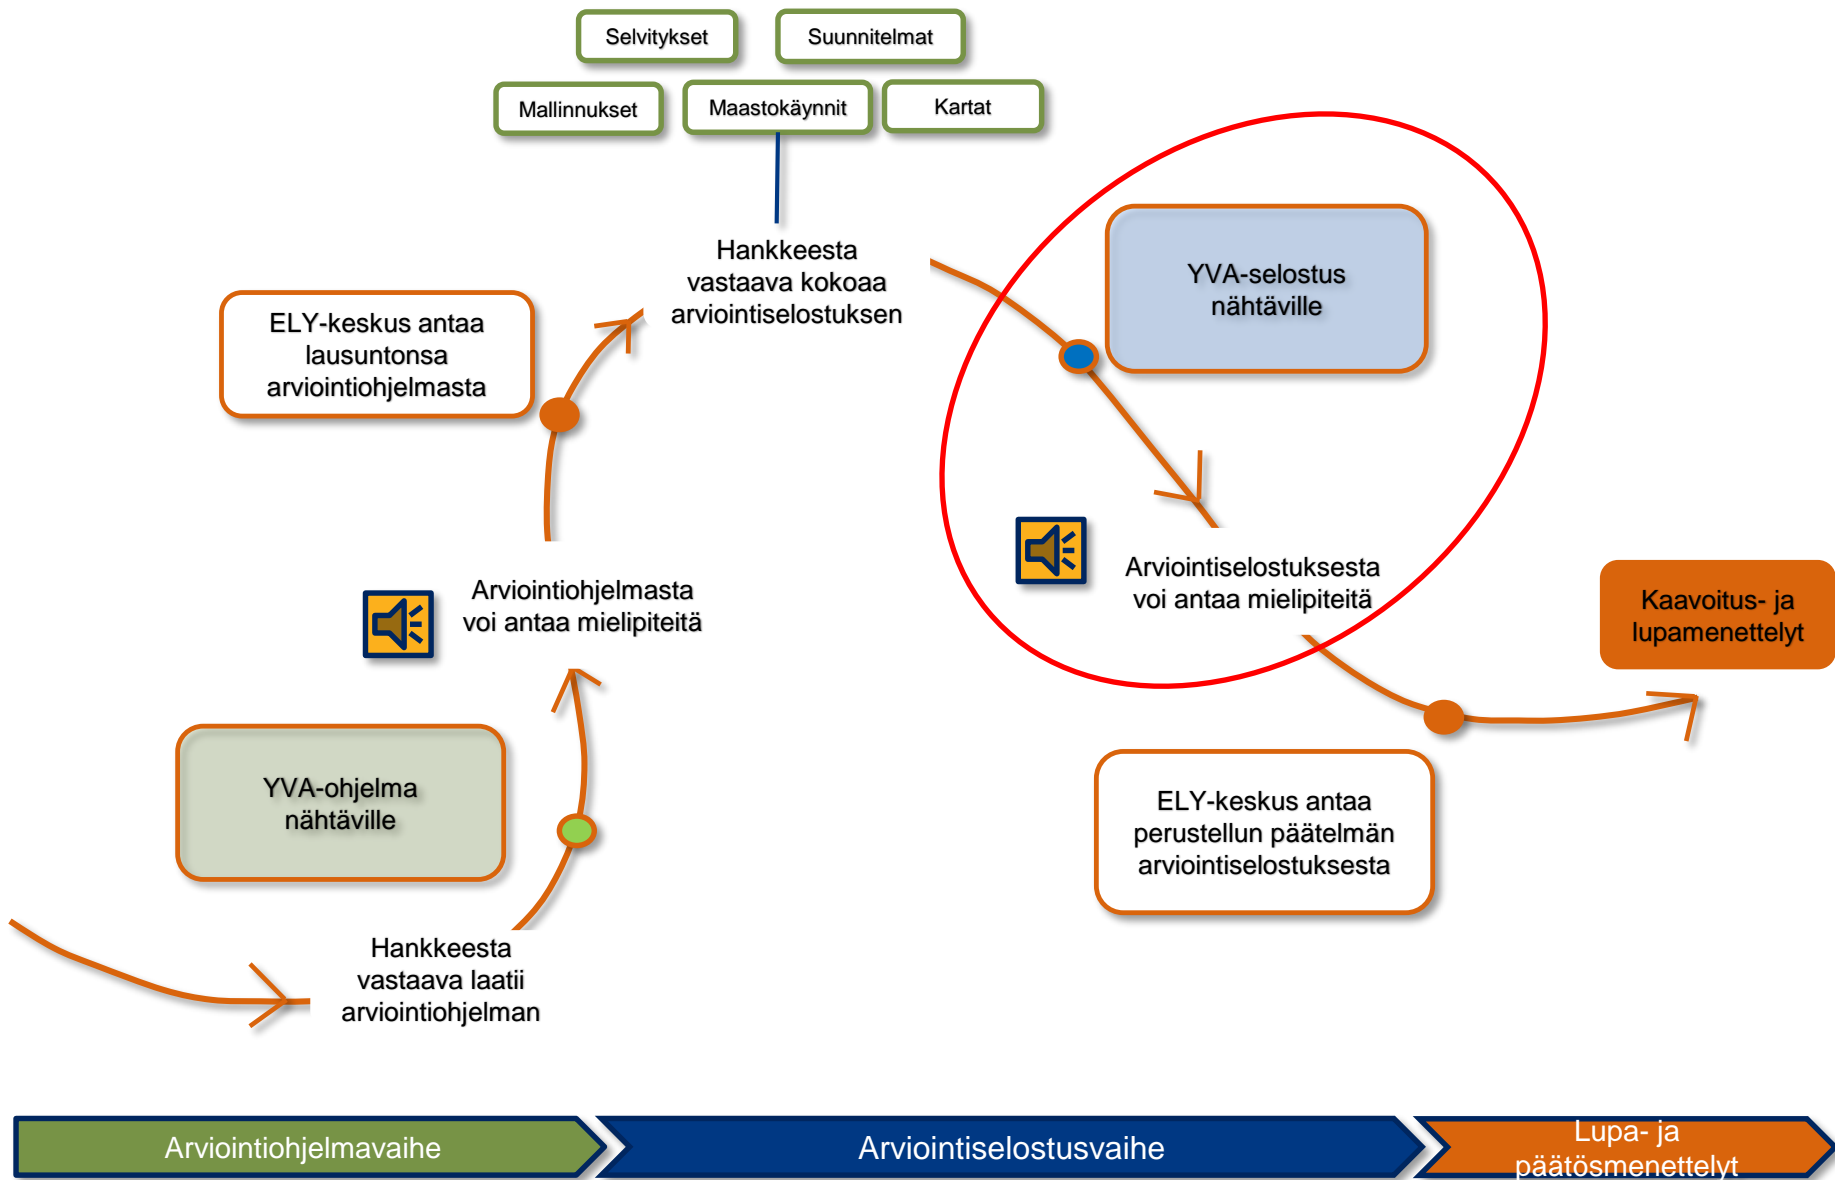 Selvitykset
Suunnitelmat
Mallinnukset
Maastokäynnit
Kartat
Hankkeesta
vastaava kokoaa
arviointiselostuksen
YVA-selostus
nähtäville
ELY-keskus antaa
lausuntonsa
arviointiohjelmasta
Arviointiohjelmasta
voi antaa mielipiteitä
Arviointiselostuksesta
voi antaa mielipiteitä
Kaavoitus- ja
lupamenettelyt
YVA-ohjelma
nähtäville
ELY-keskus antaa
perustellun päätelmän
arviointiselostuksesta
Hankkeesta
vastaava laatii
arviointiohjelman
Arviointiohjelmavaihe
Arviointiselostusvaihe
Lupa- ja
päätösmenettelyt